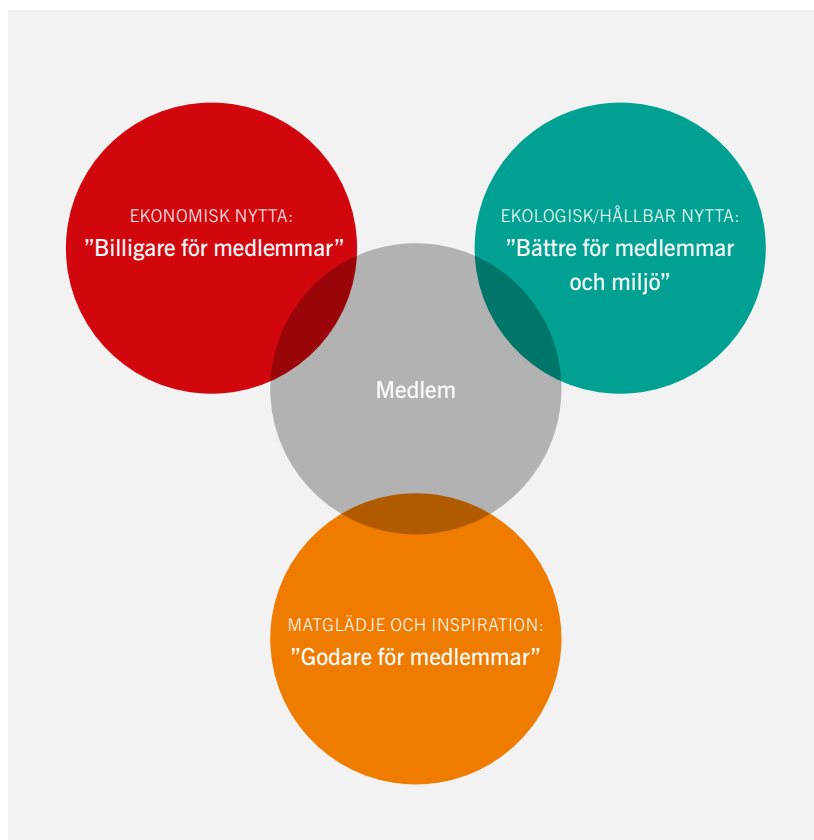 EKONOMISK NYTTA:
”Billigare för medlemmar”
EKOLOGISK/HÅLLBAR NYTTA:
”Bättre för medlemmar
och miljö”
Medlem
MATGLÄDJE OCH INSPIRATION:
”Godare för medlemmar”